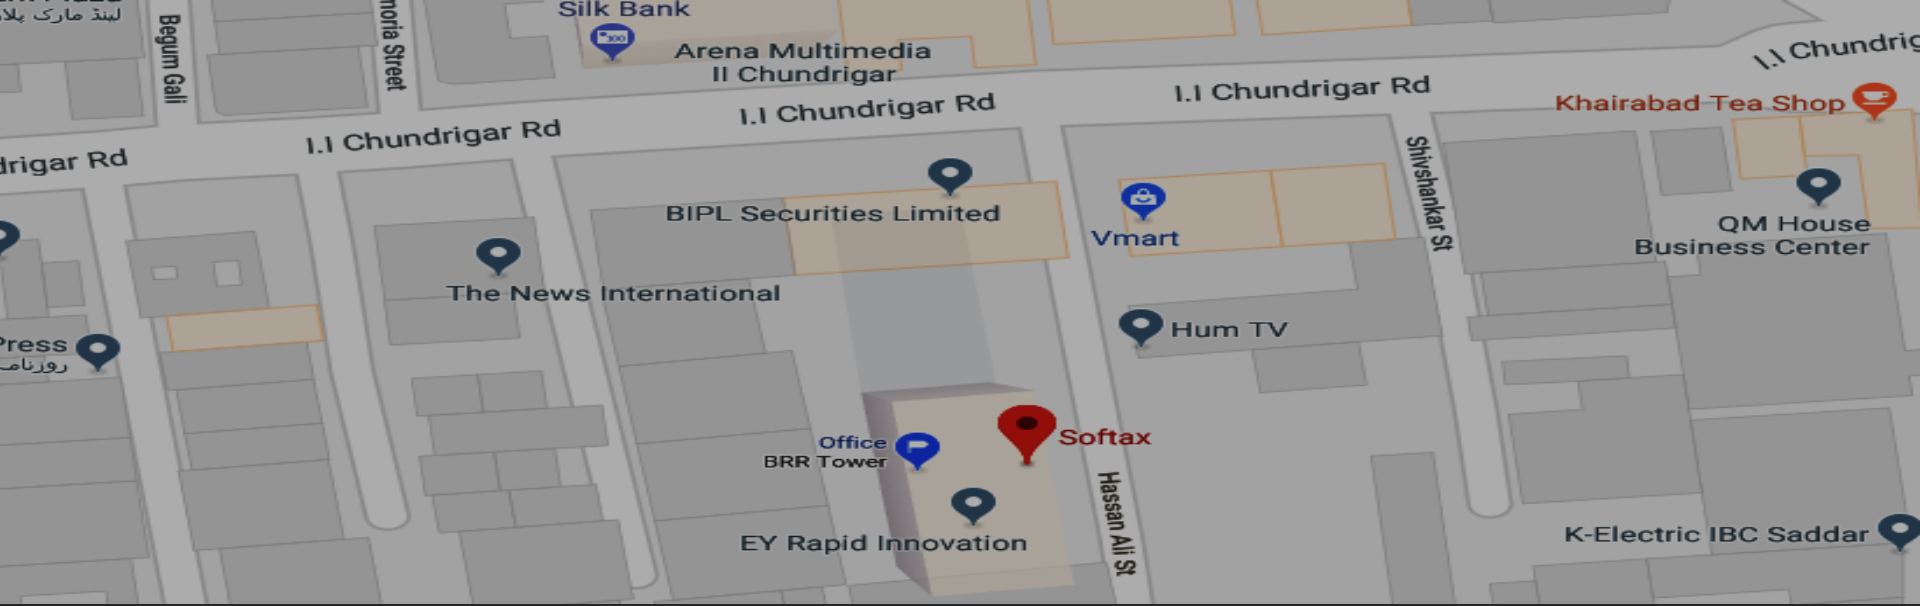 لینڈ مارک پلا
Begum Gali
moria Street
Silk Bank
Arena Multimedia
II Chundrigar
I.I Chundrig
I.I Chundrigar Rd
I.I Chundrigar Rd
I.I Chundrigar Rd
drigar Rd
Khairabad Tea Shop
Shivshankar St
BIPL Securities Limited
Vmart
QM House
Business Center
The News International
Hum TV
Press
روزنامہ
Softax
Office
BRR Tower
Hassan Ali St
EY Rapid Innovation
K-Electric IBC Saddar